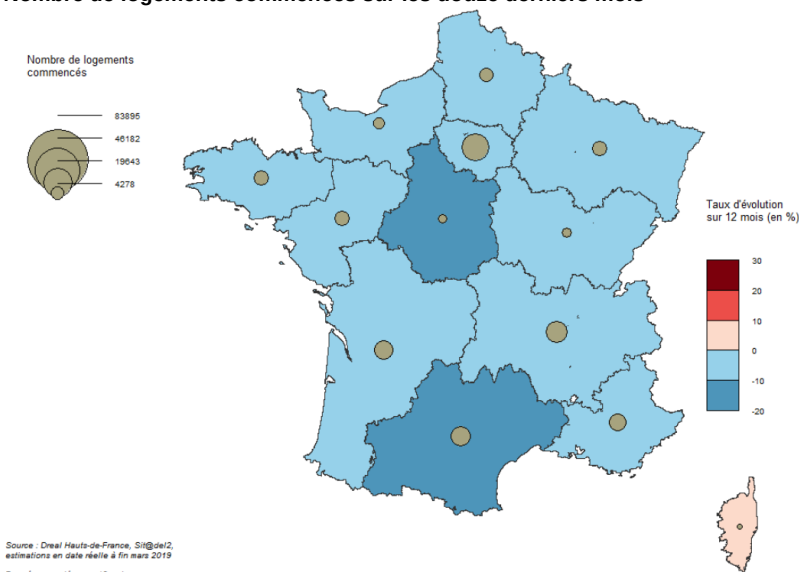 Nombre de logements commencés sur les douze derniers mois
Nombre de logements
commencés
83895
46182
19643
4278
Taux d'évolution
sur 12 mois (en %)
30
20
10
0
-10
-20
Source : Dreal Hauts-de-France, Sit@del2,
estimations en date réelle à fin mars 2019